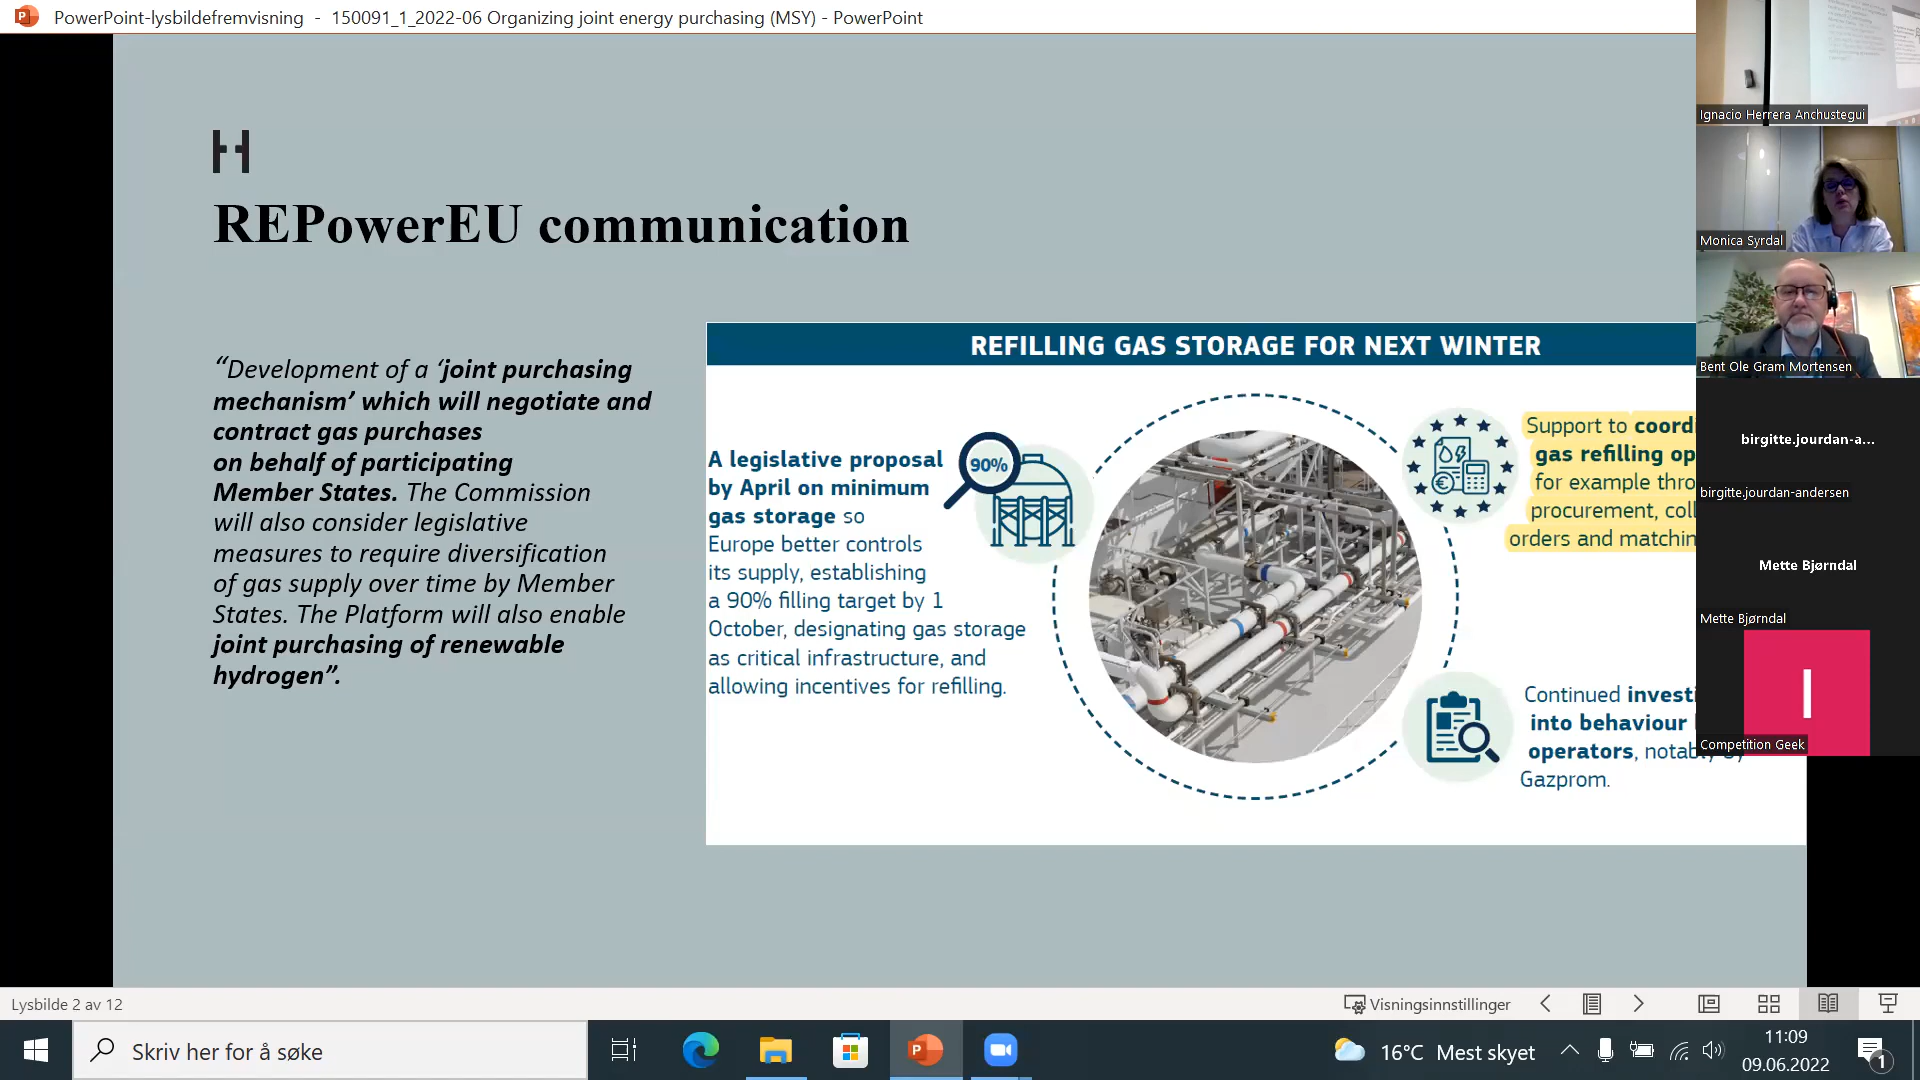 PowerPoint-lysbildefremvisning - 150091_1_2022-06 Organizing joint energy purchasing (MSY) - PowerPoint
REPowerEU communication
“Development of a ‘joint purchasing
mechanism’ which will negotiate and
contract gas purchases
on behalf of participating
Member States. The Commission
will also consider legislative
measures to require diversification
of gas supply over time by Member
States. The Platform will also enable
joint purchasing of renewable
hydrogen”.
REFILLING GAS STORAGE FOR NEXT WINTER
A legislative proposal
by April on minimum
gas storage so
Europe better controls
its supply, establishing
a 90% filling target by 1
October, designating gas storage
as critical infrastructure, and
allowing incentives for refilling.
90%
Support to
gas refilling
for example
procurement,
orders and
Continued
into behaviour
operators, notably by
Gazprom.
Ignacio Herrera Anchustegui
Monica Syrdal
Bent Ole Gram Mortensen
birgitte.jourdan-a...
birgitte.jourdan-andersen
Mette Bjørndal
Mette Bjørndal
I
Competition Geek
Lysbilde 2 av 12
Visningsinnstillinger
Skriv her for å søke
16°C Mest skyet
11:09
09.06.2022
1